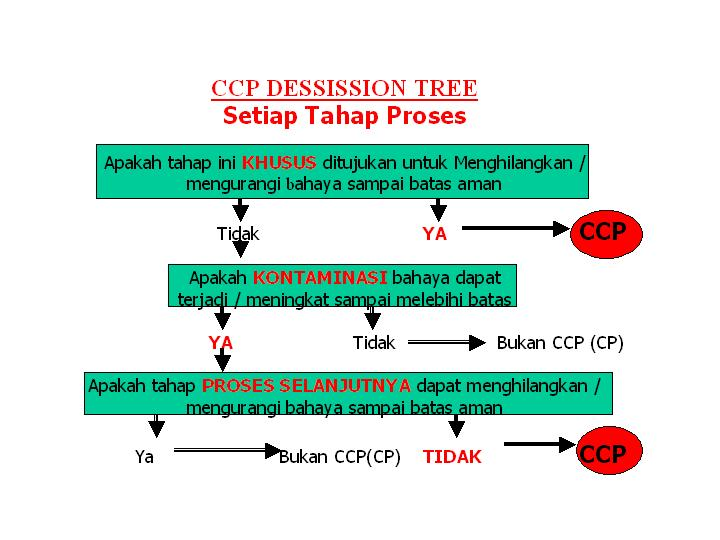 CCP DESSISSION TREE
Setiap Tahap Proses
Apakah tahap ini KHUSUS ditujukan untuk Menghilangkan /
mengurangi bahaya sampai batas aman
Tidak YA CCP
Apakah KONTAMINASI bahaya dapat
terjadi / meningkat sampai melebihi batas
YA Tidak Bukan CCP (CP)
Apakah tahap PROSES SELANJUTNYA dapat menghilangkan /
mengurangi bahaya sampai batas aman
Ya Bukan CCP(CP) TIDAK CCP